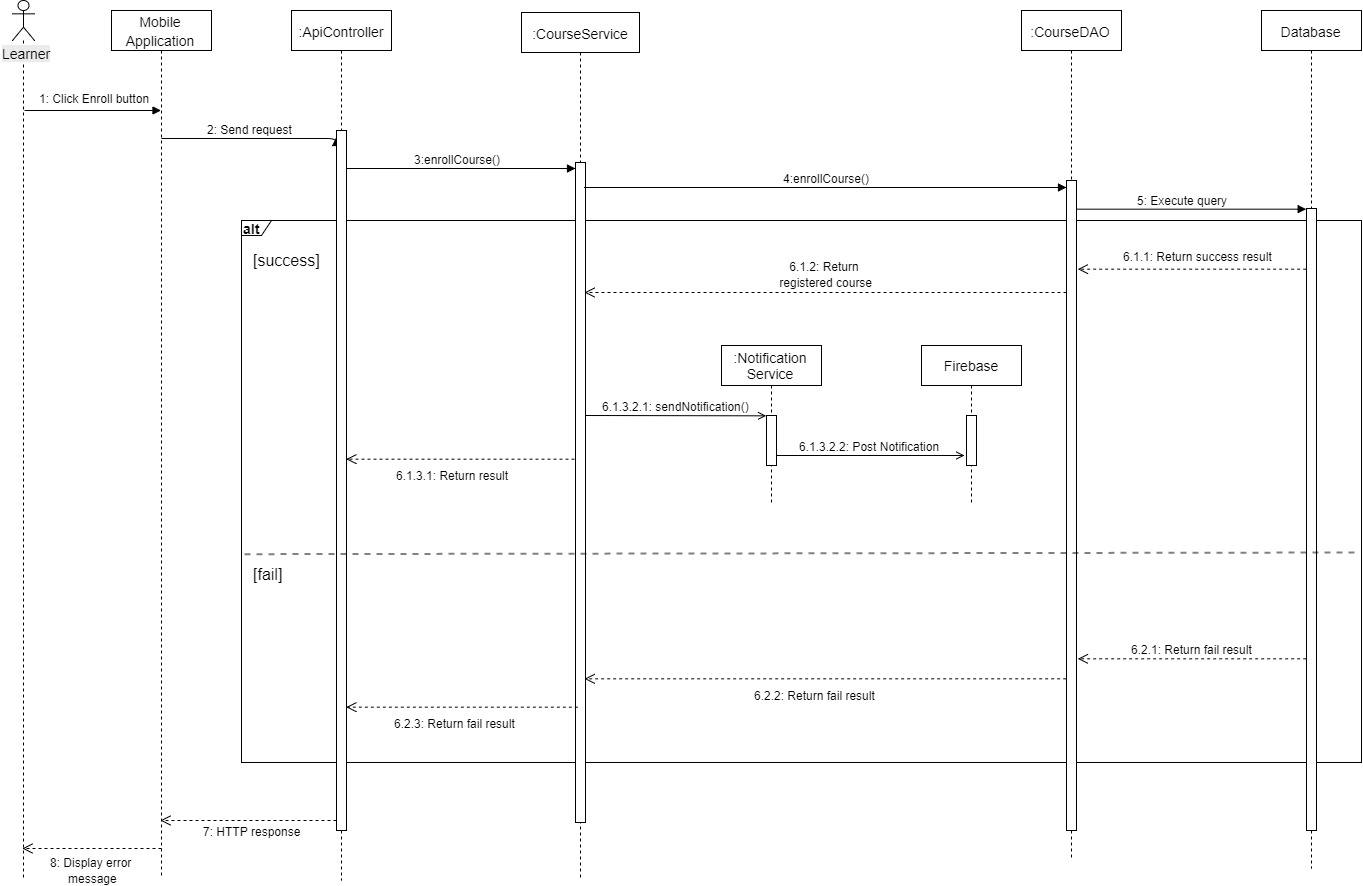 Learner
Mobile
Application
:ApiController
:CourseService
:CourseDAO
Database
1: Click Enroll button
2: Send request
3:enrollCourse()
4:enrollCourse()
5: Execute query
alt
[success]
6.1.1: Return success result
6.1.2: Return
registered course
:Notification
Service
Firebase
6.1.3.2.1: sendNotification()
6.1.3.2.2: Post Notification
6.1.3.1: Return result
[fail]
6.2.1: Return fail result
6.2.2: Return fail result
6.2.3: Return fail result
7: HTTP response
8: Display error
message